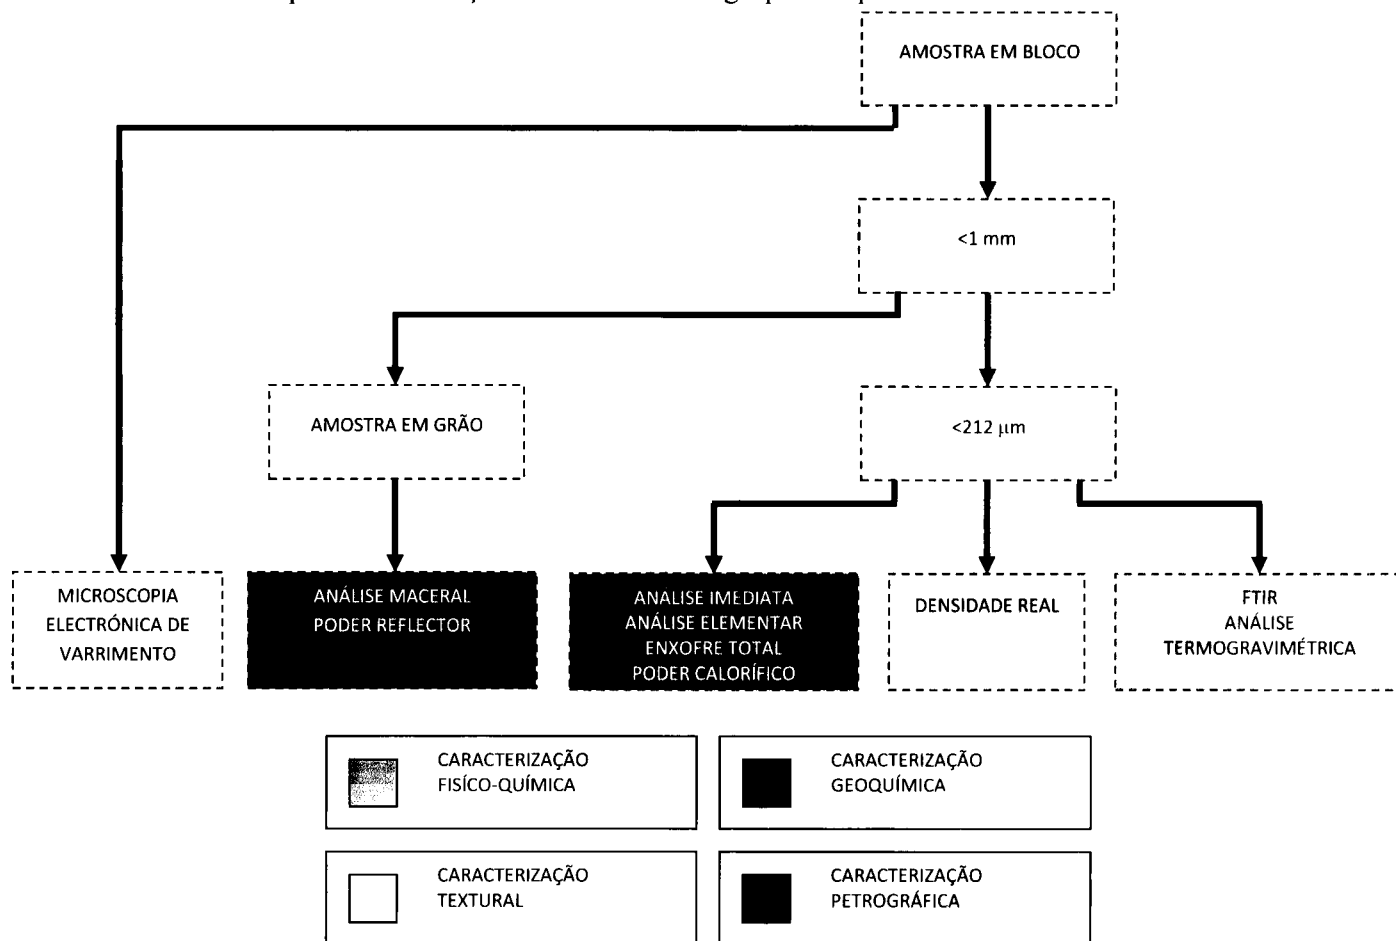 AMOSTRA EM BLOCO
<1 mm
AMOSTRA EM GRÃO
<212 µm
MICROSCOPIA
ELECTRÓNICA DE
VARRIMENTO
ANÁLISE MACERAL
PODER REFLECTOR
ANALISE IMEDIATA
ANÁLISE ELEMENTAR
ENXOFRE TOTAL
PODER CALORÍFICO
DENSIDADE REAL
FTIR
ANÁLISE
TERMOGRAVIMÉTRICA
CARACTERIZAÇÃO
FISÍCO-QUÍMICA
CARACTERIZAÇÃO
GEOQUÍMICA
CARACTERIZAÇÃO
TEXTURAL
CARACTERIZAÇÃO
PETROGRÁFICA